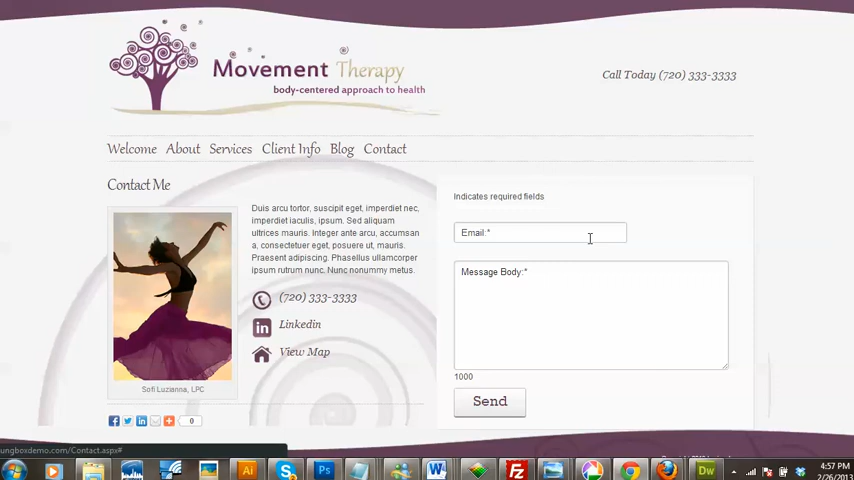 Movement Therapy
body-centered approach to health
Call Today (720) 333-3333
Welcome About Services Client Info Blog Contact
Contact Me
Duis arcu tortor, suscipit eget, imperdiet nec,
imperdiet iaculis, ipsum. Sed aliquam
ultrices mauris. Integer ante arcu, accumsan
a, consectetuer eget, posuere ut, mauris.
Praesent adipiscing. Phasellus ullamcorper
ipsum rutrum nunc. Nunc nonummy metus.
(720) 333-3333
Linkedin
View Map
Sofi Luzianna, LPC
0
Indicates required fields
Email:*
Message Body:*
1000
Send
ungboxdemo.com/Contact.aspx#
4:57 PM
2/26/2013